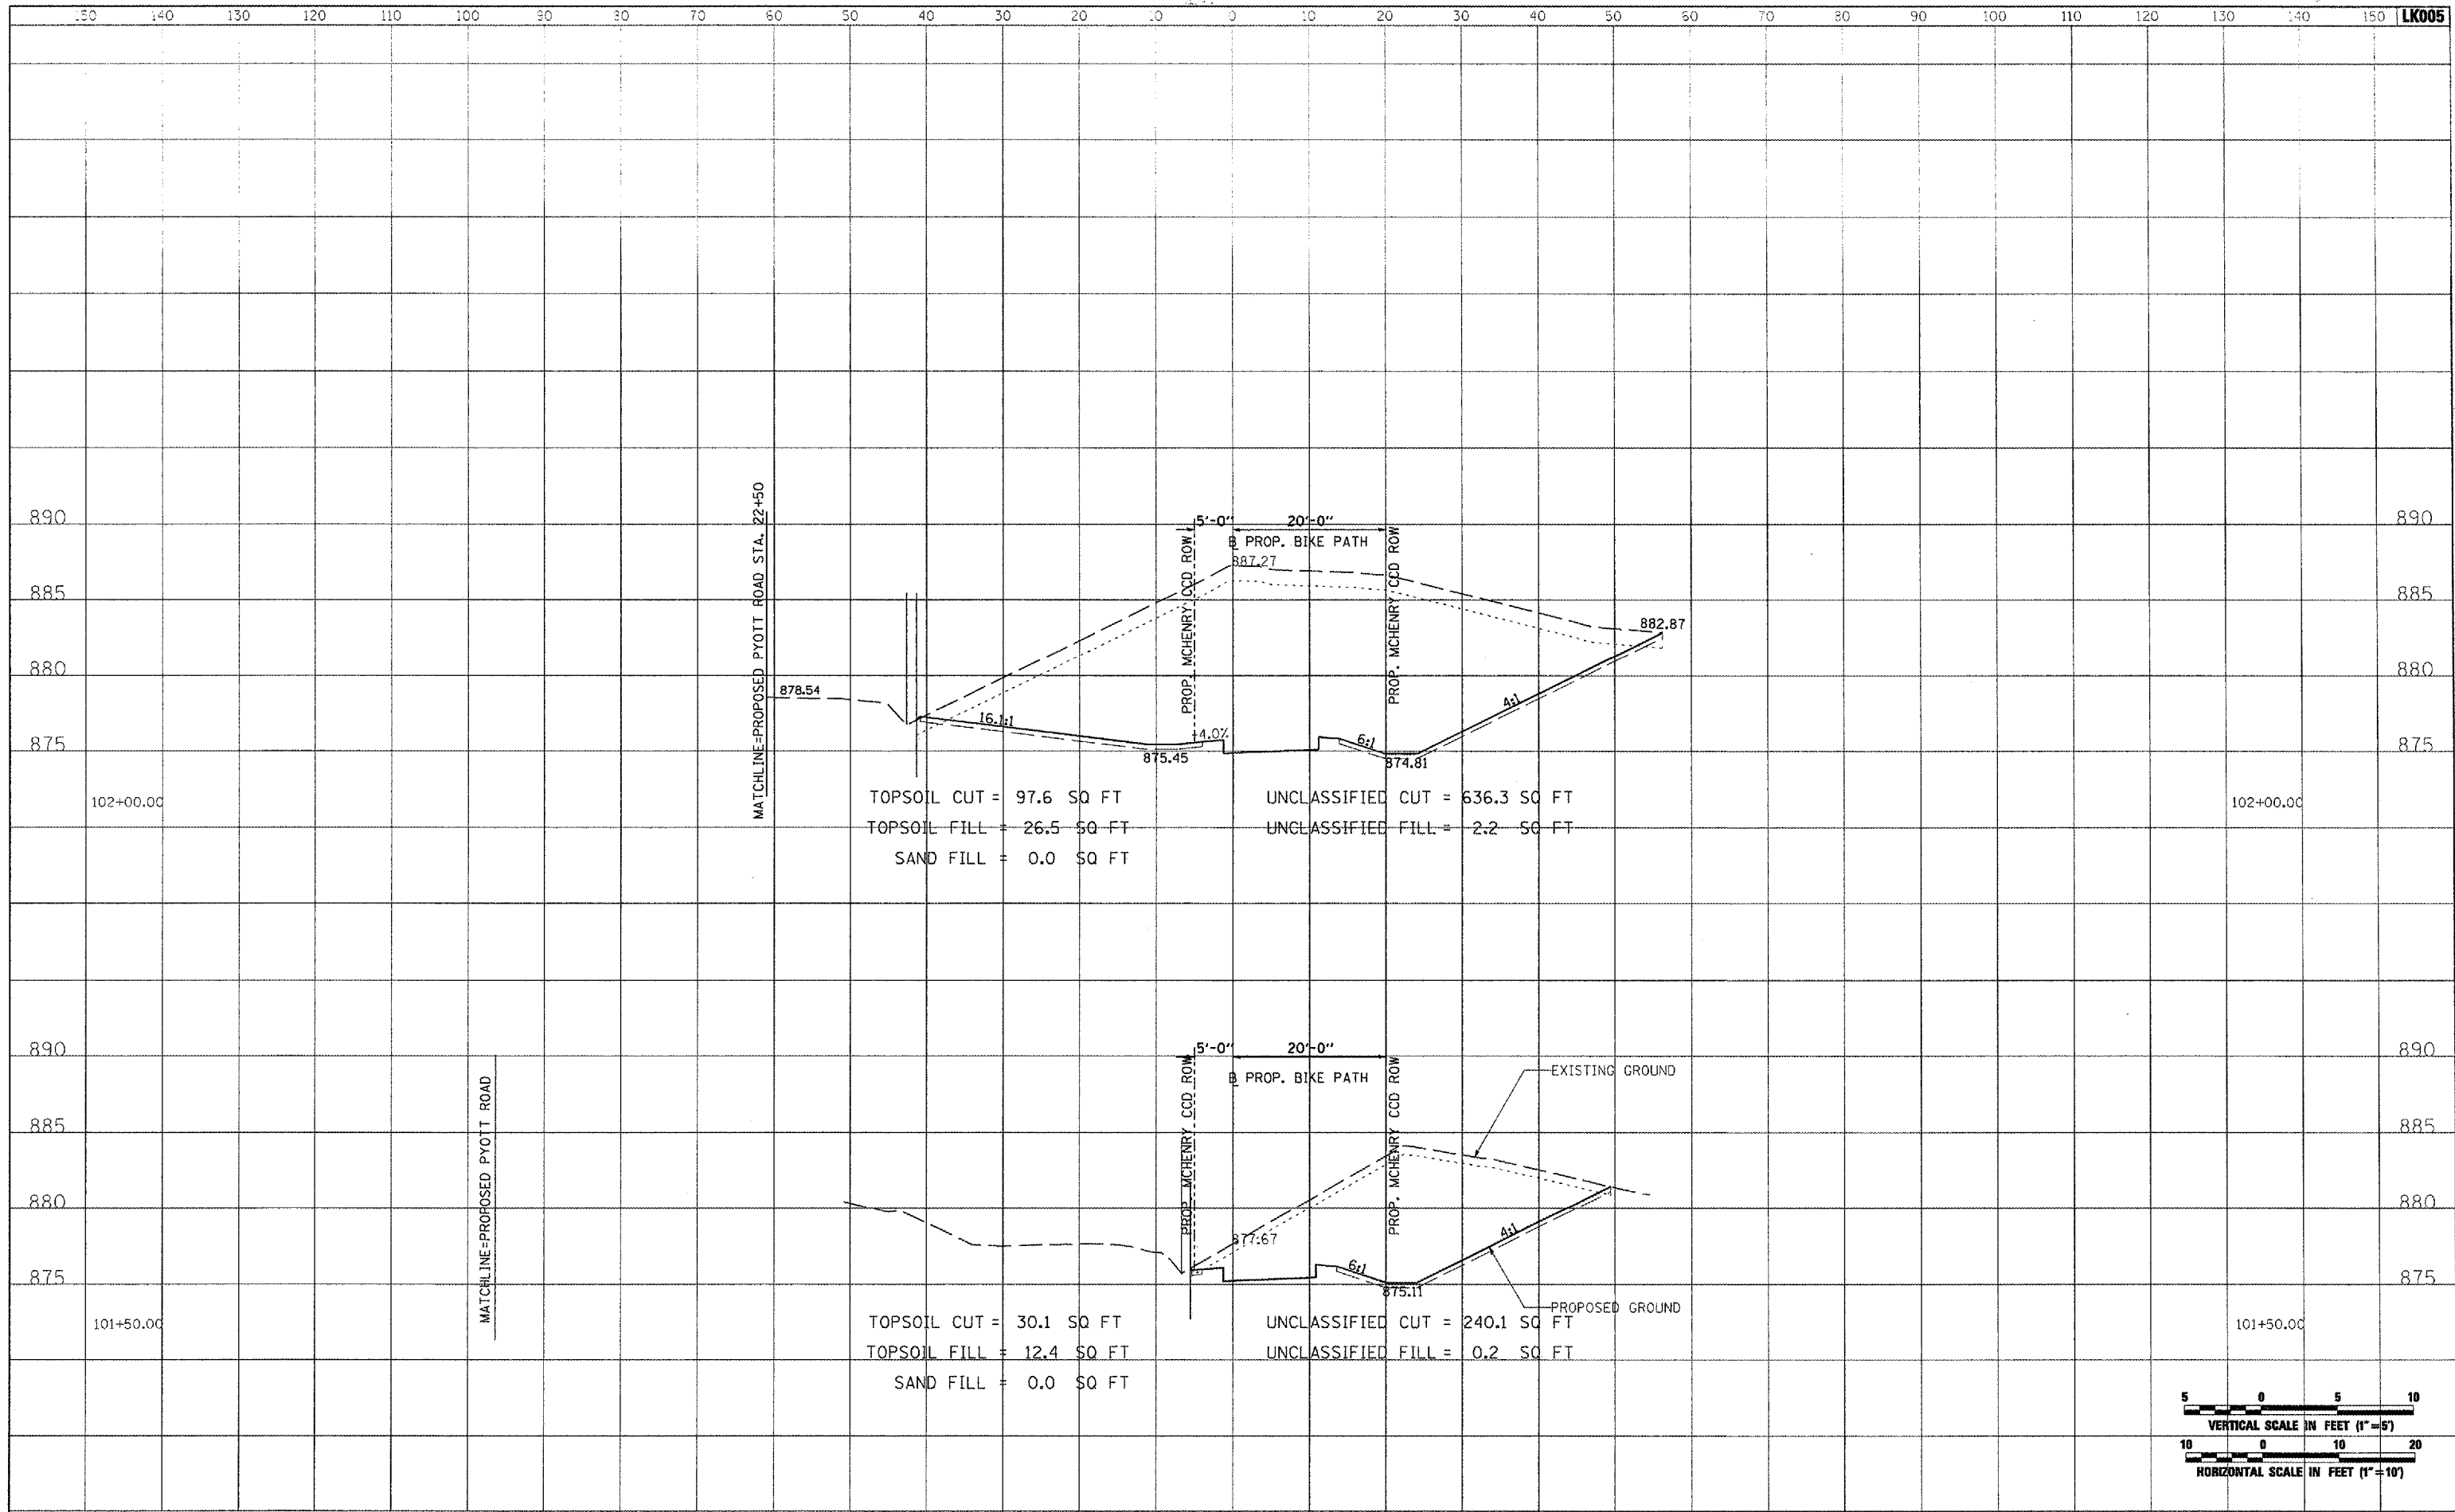 150 140 130 120 110 100 90 80 70 60 50 40 30 20 10 0 10 20 30 40 50 60 70 80 90 100 110 120 130 140 150 LK005
MATCHLINE=PROPOSED PYOTT ROAD STA. 22+50
890 5'-0" 20'-0" 890
PROP. MCHENRY CCD ROW
B PROP. BIKE PATH
PROP. MCHENRY CCD ROW
887.27
885 885
882.87
880 880
878.54
16.1:1
4:1
+4.0%
6:1
875 875
875.45
874.81
102+00.00 TOPSOIL CUT = 97.6 SQ FT UNCLASSIFIED CUT = 636.3 SQ FT 102+00.00
TOPSOIL FILL = 26.5 SQ FT UNCLASSIFIED FILL = 2.2 SQ FT
SAND FILL = 0.0 SQ FT
MATCHLINE=PROPOSED PYOTT ROAD
890 5'-0" 20'-0" 890
PROP. MCHENRY CCD ROW
B PROP. BIKE PATH
PROP. MCHENRY CCD ROW
EXISTING GROUND
885 885
880 880
877.67
4:1
6:1
875 875
875.11
PROPOSED GROUND
101+50.00 TOPSOIL CUT = 30.1 SQ FT UNCLASSIFIED CUT = 240.1 SQ FT 101+50.00
TOPSOIL FILL = 12.4 SQ FT UNCLASSIFIED FILL = 0.2 SQ FT
SAND FILL = 0.0 SQ FT
5 0 5 10
VERTICAL SCALE IN FEET (1"=5')
10 0 10 20
HORIZONTAL SCALE IN FEET (1"=10')